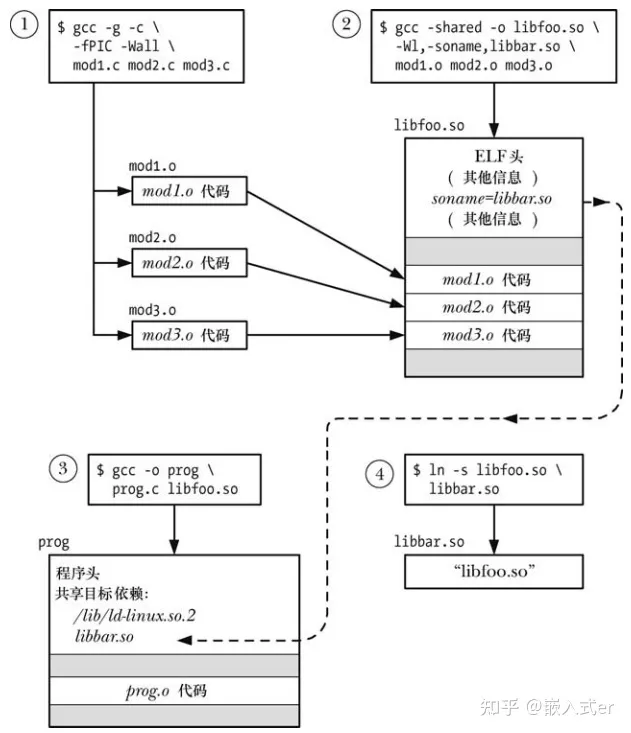 1
$ gcc -g -c \
-fPIC -Wall \
mod1.c mod2.c mod3.c
2
$ gcc -shared -o libfoo.so \
-Wl,-soname,libbar.so \
mod1.o mod2.o mod3.o
libfoo.so
ELF 头
( 其他信息 )
soname=libbar.so
( 其他信息 )
mod1.o 代码
mod2.o 代码
mod3.o 代码
mod1.o
mod1.o 代码
mod2.o
mod2.o 代码
mod3.o
mod3.o 代码
3
$ gcc -o prog \
prog.c libfoo.so
prog
程序头
共享目标依赖:
/lib/ld-linux.so.2
libbar.so
prog.o 代码
4
$ ln -s libfoo.so \
libbar.so
libbar.so
“libfoo.so”
知乎 @嵌入式er